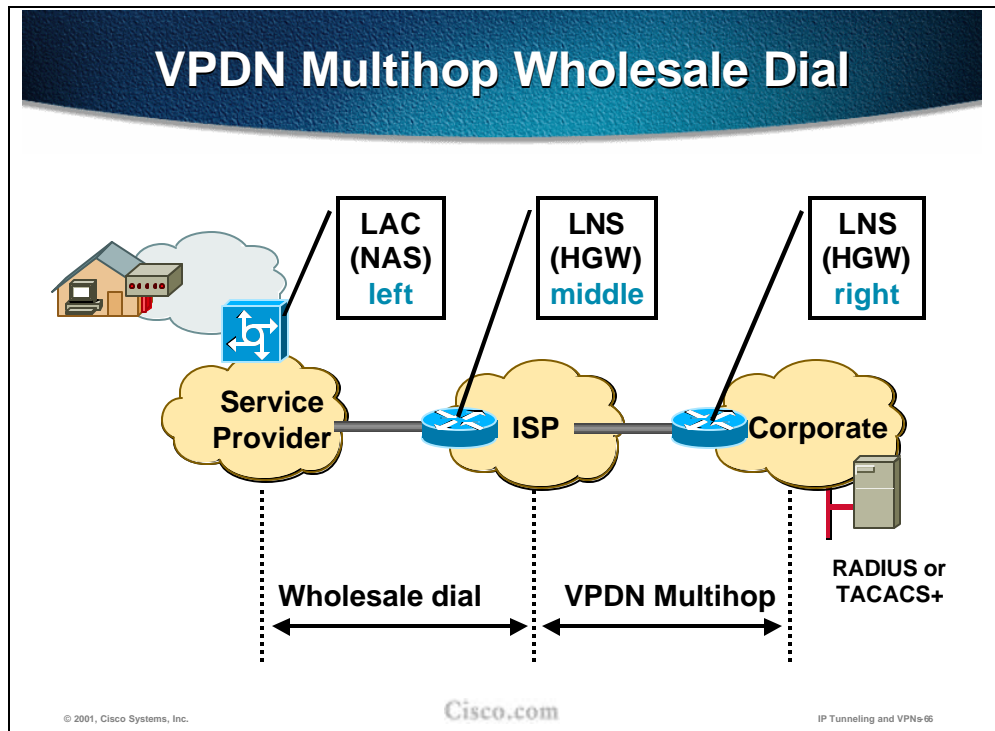 VPDN Multihop Wholesale Dial
LAC
(NAS)
left
LNS
(HGW)
middle
LNS
(HGW)
right
Service
Provider
ISP
Corporate
RADIUS or
TACACS+
Wholesale dial
VPDN Multihop
© 2001, Cisco Systems, Inc.
Cisco.com
IP Tunneling and VPNs-66